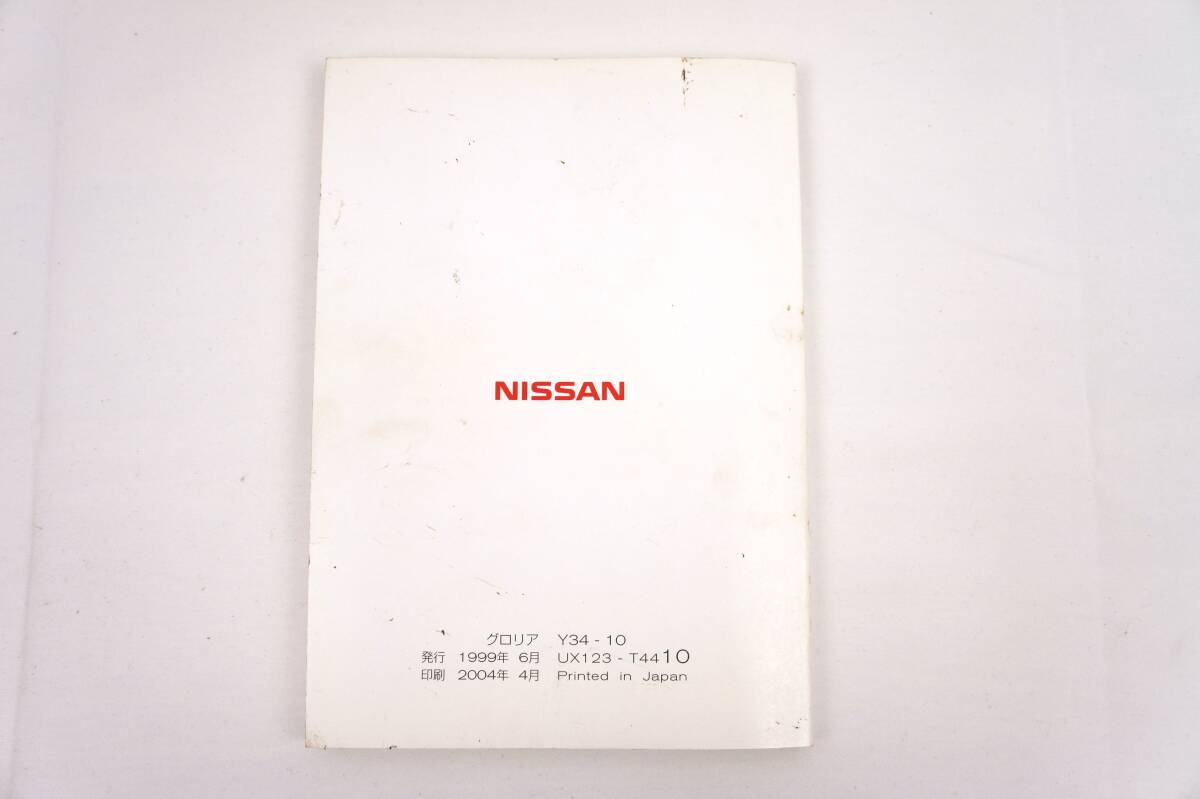 NISSAN
グロリア Y34-10
発行 1999年 6月 UX123-T4410
印刷 2004年 4月 Printed in Japan